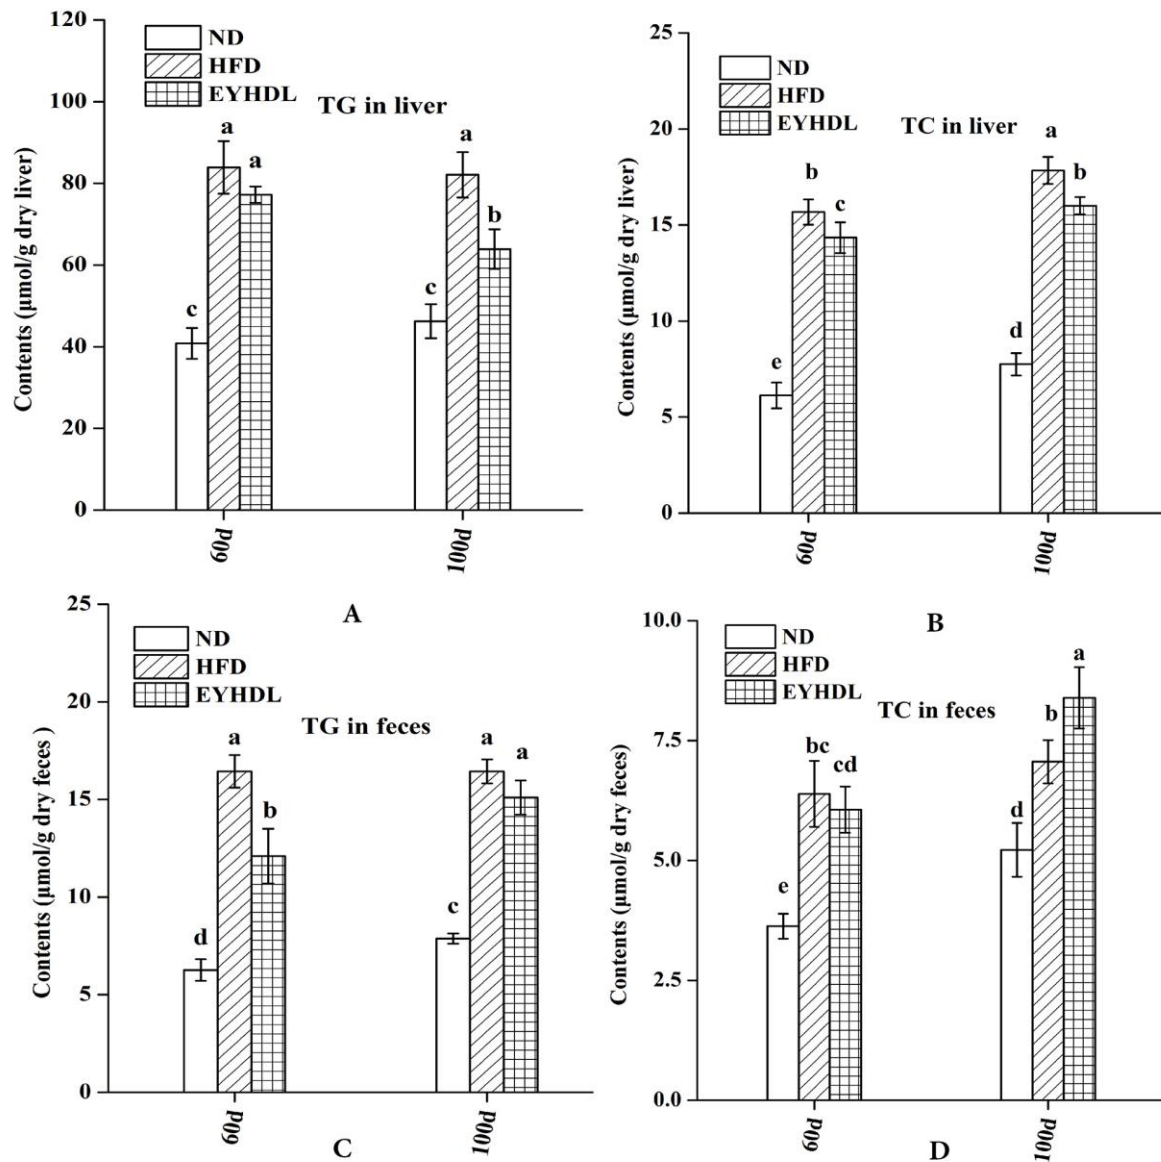 120
100
80
60
40
20
0
Contents (μmol/g dry liver)
ND
HFD
EYHDL
TG in liver
a
a
c
a
b
c
60d
100d
A
25
20
15
10
5
0
Contents (μmol/g dry liver)
ND
HFD
EYHDL
TC in liver
b
c
e
a
b
d
60d
100d
B
25
20
15
10
5
0
Contents (μmol/g dry feces )
ND
HFD
EYHDL
TG in feces
a
b
d
a
a
c
60d
100d
C
10.0
7.5
5.0
2.5
0.0
Contents (μmol/g dry feces)
ND
HFD
EYHDL
TC in feces
bc
cd
e
a
b
d
60d
100d
D